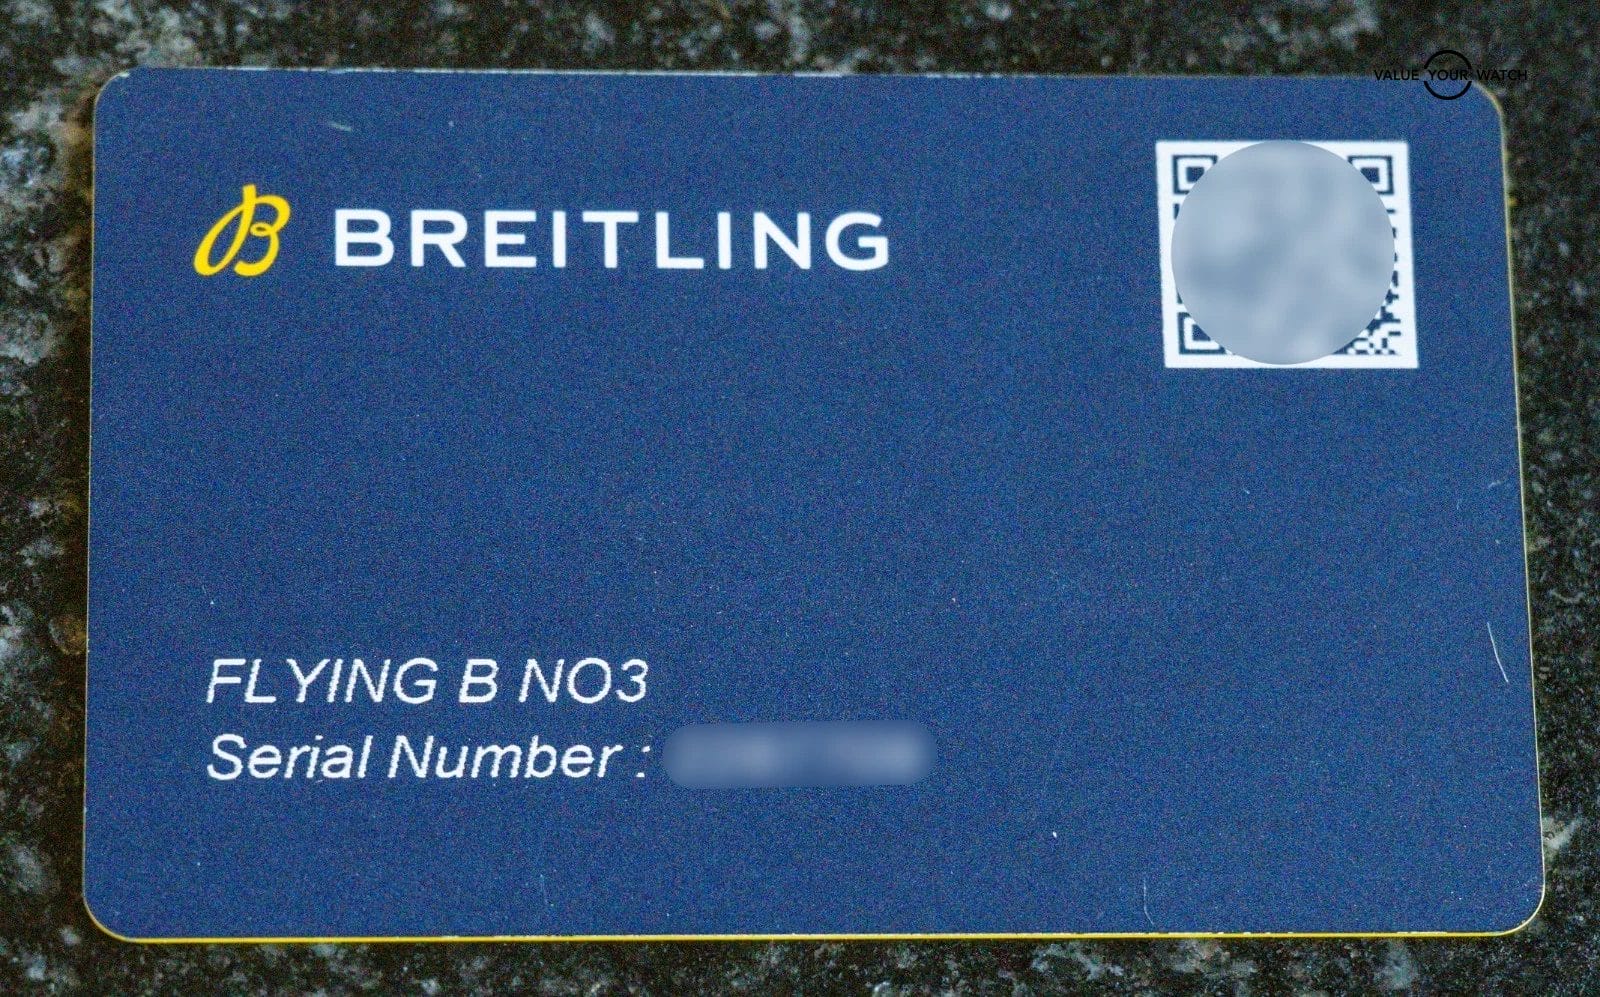 VALUE YOUR WATCH
B BREITLING
FLYING B NO3
Serial Number :